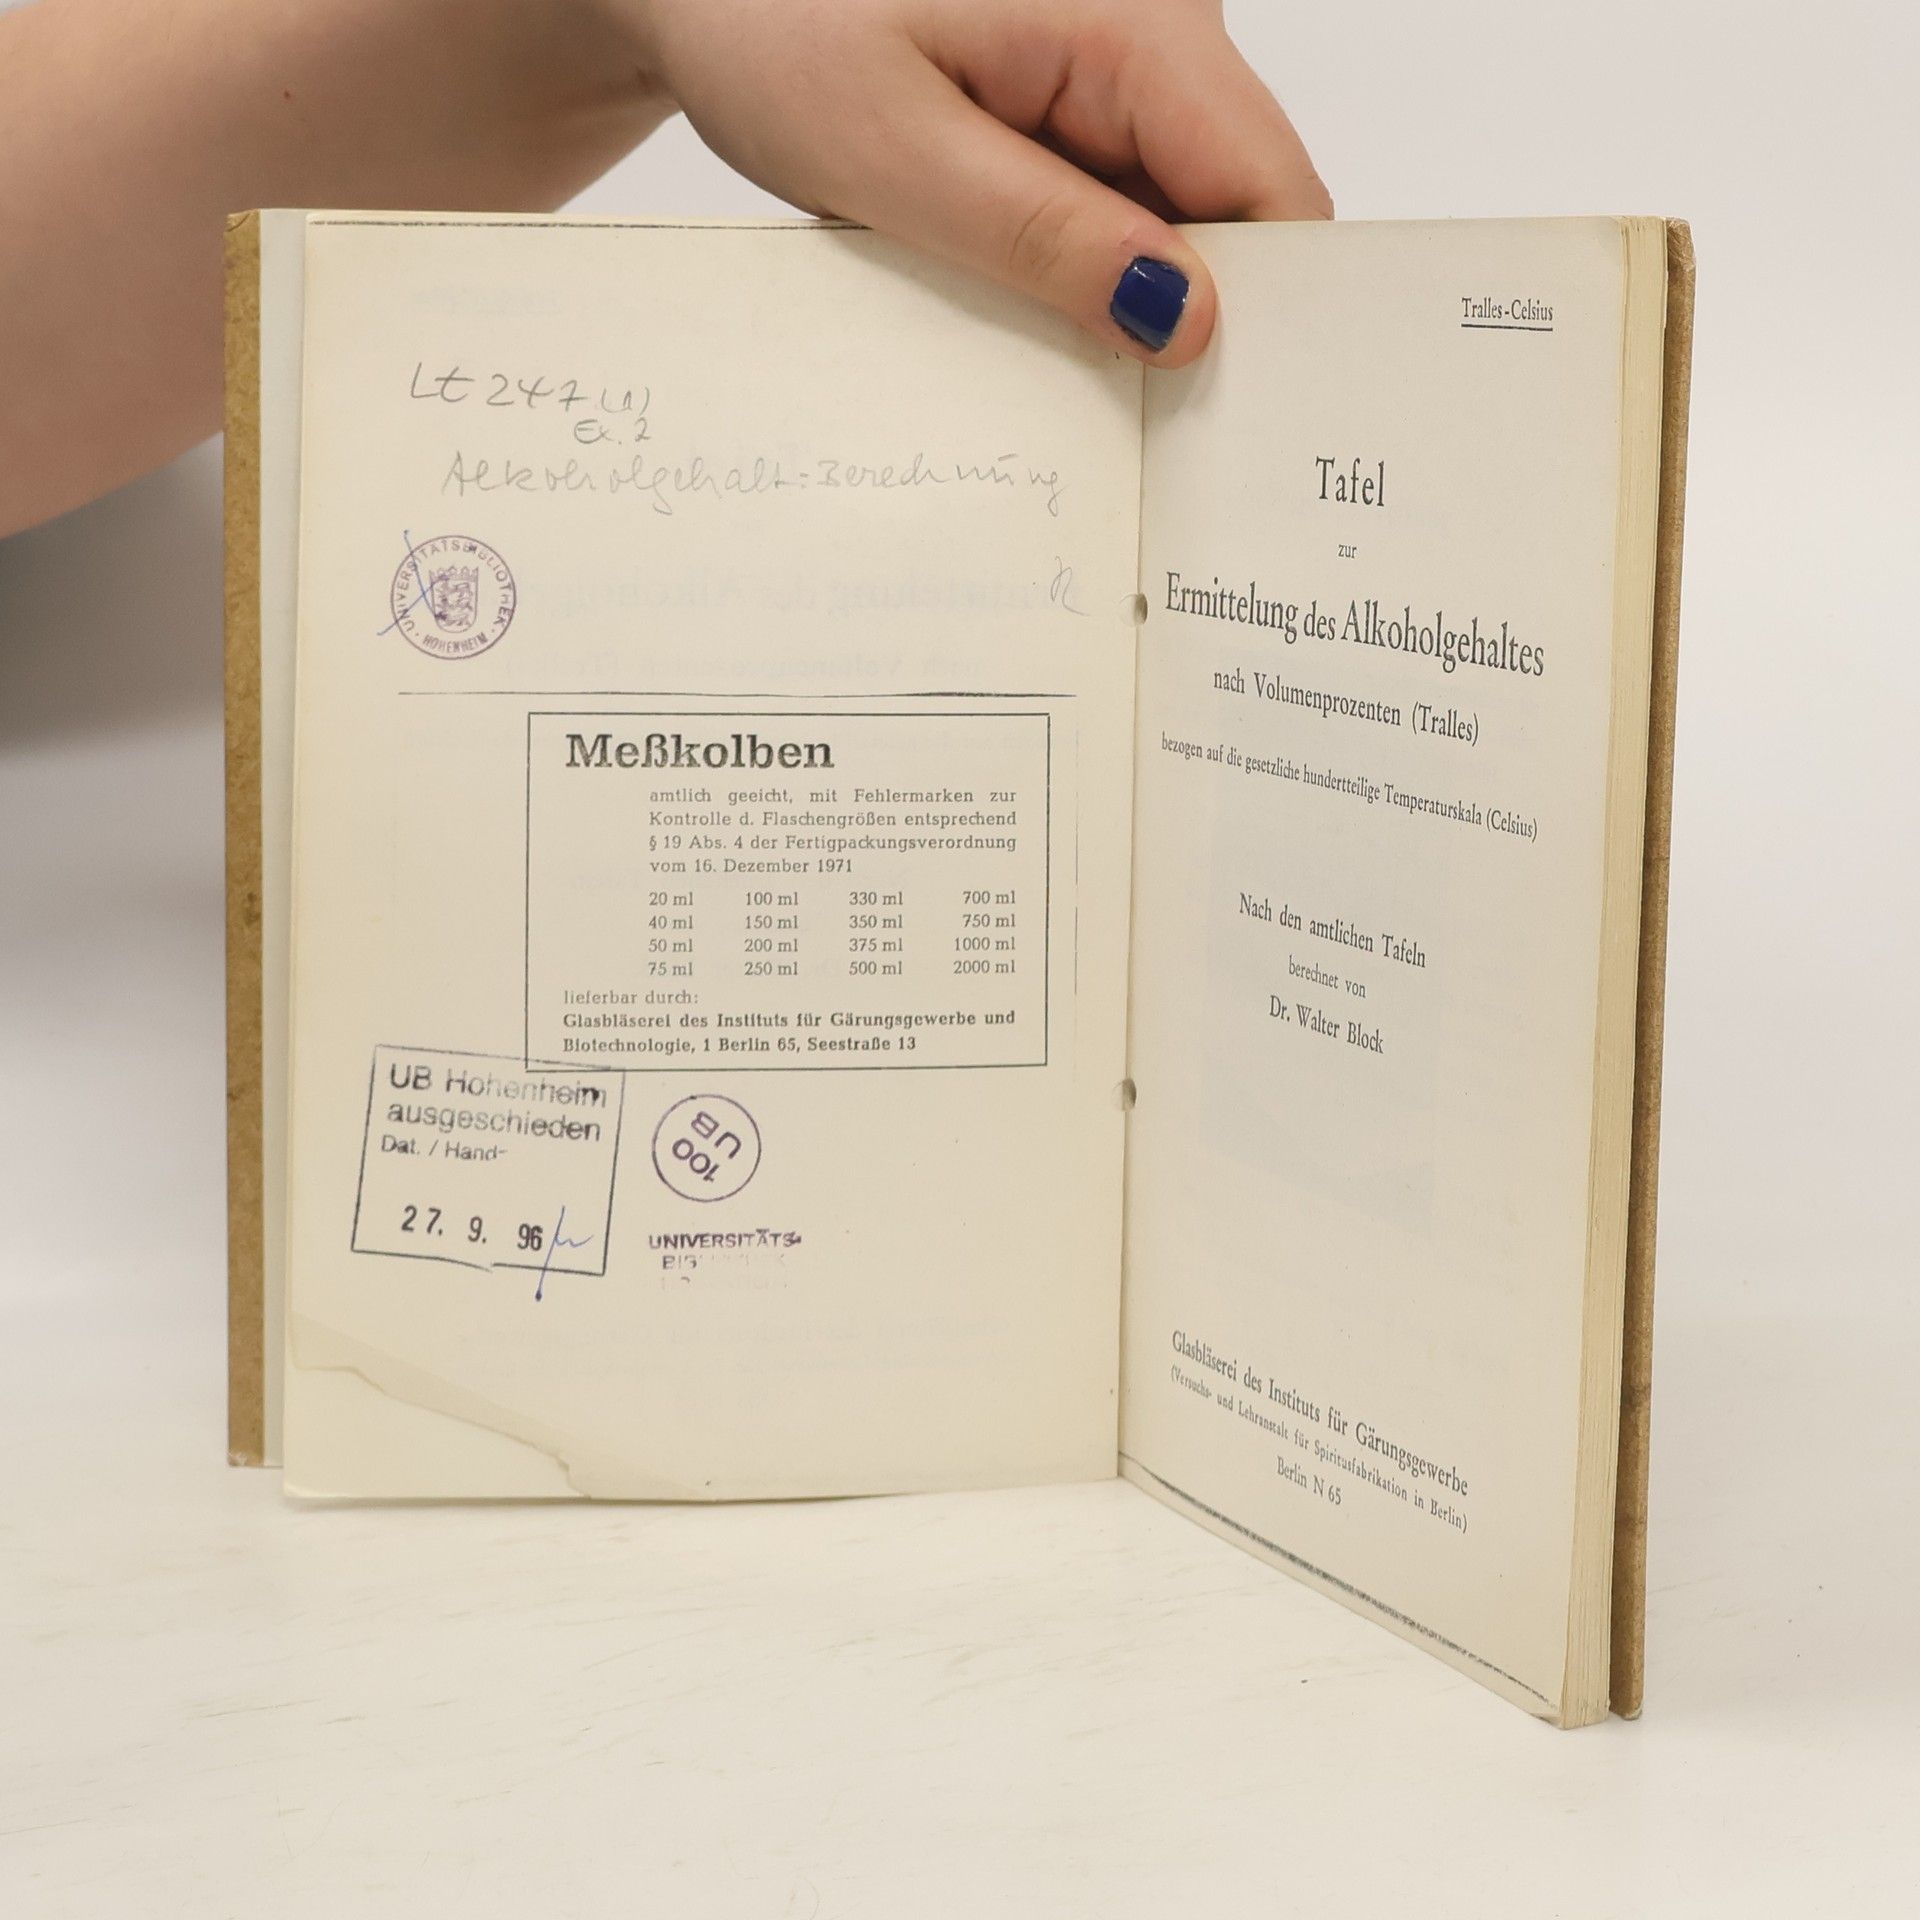 Lt 247 (1)
Ex. 2
Alkoholgehalt=Berechnung
UNIVERSITÄTSBIBLIOTHEK
· HOHENHEIM ·
Meßkolben
amtlich geeicht, mit Fehlermarken zur
Kontrolle d. Flaschengrößen entsprechend
§ 19 Abs. 4 der Fertigpackungsverordnung
vom 16. Dezember 1971
20 ml 100 ml 330 ml 700 ml
40 ml 150 ml 350 ml 750 ml
50 ml 200 ml 375 ml 1000 ml
75 ml 250 ml 500 ml 2000 ml
lieferbar durch:
Glasbläserei des Instituts für Gärungsgewerbe und
Biotechnologie, 1 Berlin 65, Seestraße 13
UB Hohenheim
ausgeschieden
Dat. / Hand-
27. 9. 96
UB
100
UNIVERSITÄTS-
Tralles-Celsius
Tafel
zur
Ermittelung des Alkoholgehaltes
nach Volumenprozenten (Tralles)
bezogen auf die gesetzliche hundertteilige Temperaturskala (Celsius)
Nach den amtlichen Tafeln
berechnet von
Dr. Walter Block
Glasbläserei des Instituts für Gärungsgewerbe
(Versuchs- und Lehranstalt für Spiritusfabrikation in Berlin)
Berlin N 65